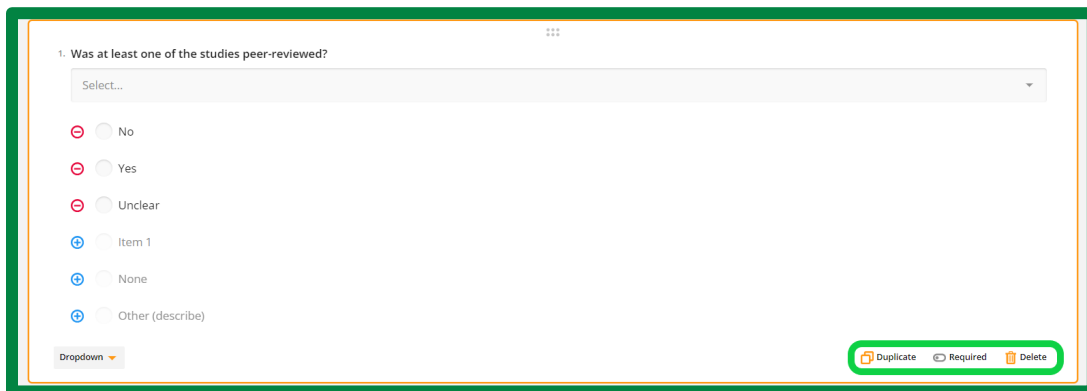 1. Was at least one of the studies peer-reviewed?
Select...
No
Yes
Unclear
Item 1
None
Other (describe)
Dropdown Duplicate Required Delete